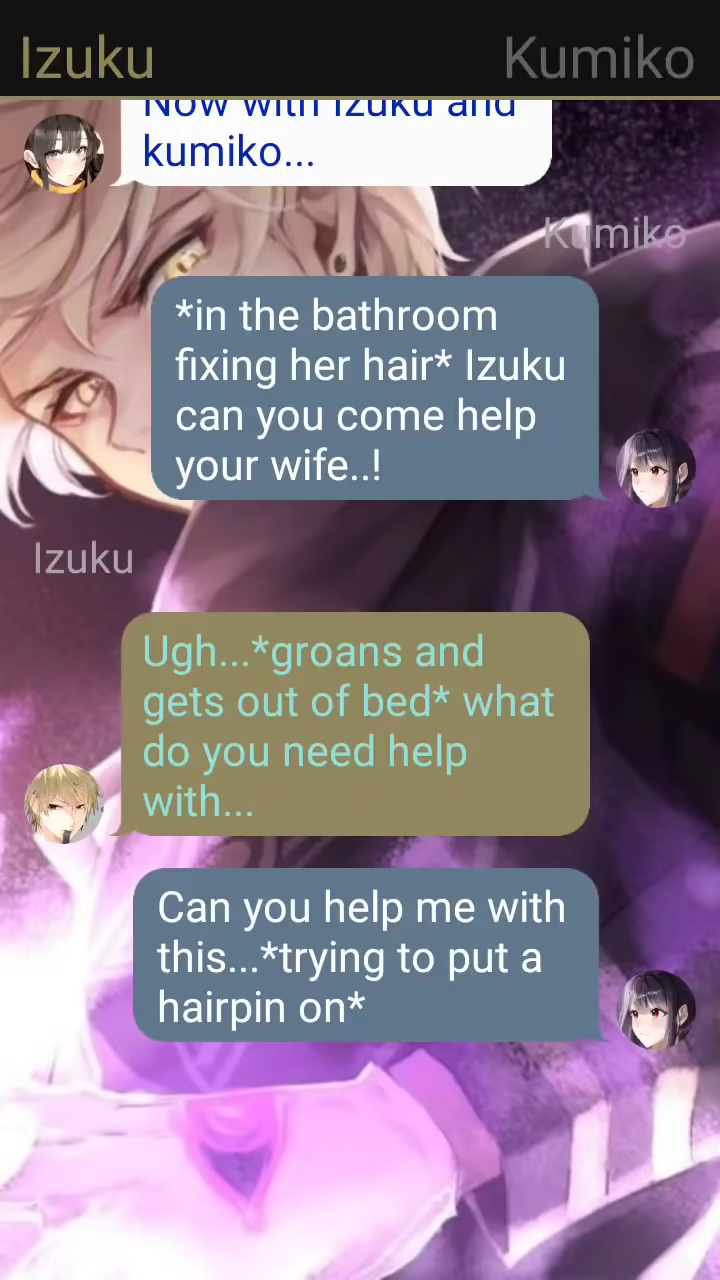 Izuku Kumiko
Now with Izuku and
kumiko...
Kumiko
*in the bathroom
fixing her hair* Izuku
can you come help
your wife..!
Izuku
Ugh...*groans and
gets out of bed* what
do you need help
with...
Can you help me with
this...*trying to put a
hairpin on*